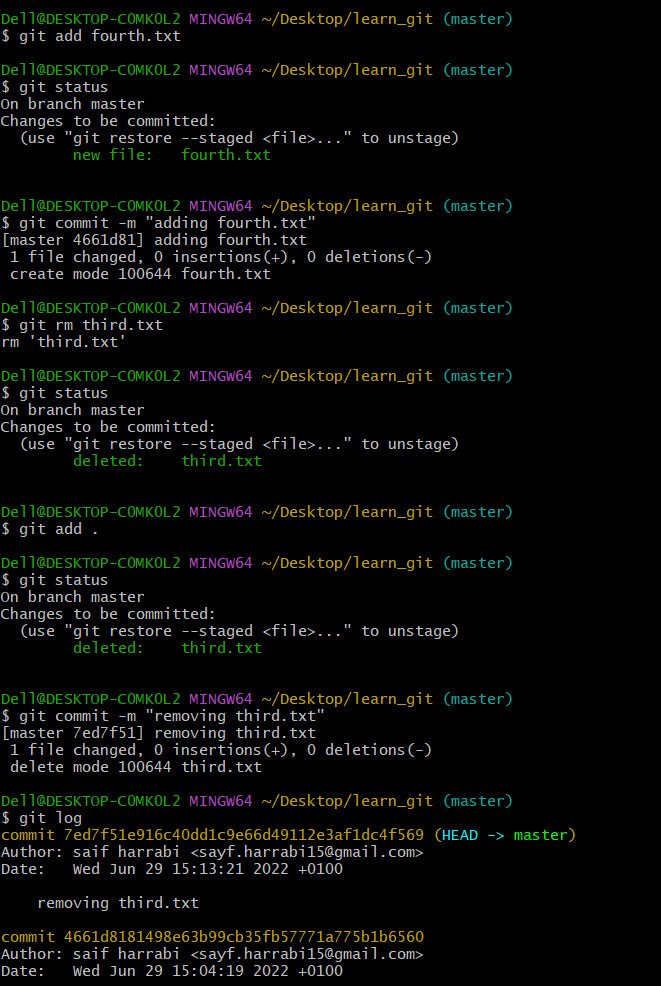 Dell@DESKTOP-COMKOL2 MINGW64 ~/Desktop/learn_git (master)
$ git add fourth.txt
Dell@DESKTOP-COMKOL2 MINGW64 ~/Desktop/learn_git (master)
$ git status
On branch master
Changes to be committed:
  (use "git restore --staged <file>..." to unstage)
        new file:   fourth.txt
Dell@DESKTOP-COMKOL2 MINGW64 ~/Desktop/learn_git (master)
$ git commit -m "adding fourth.txt"
[master 4661d81] adding fourth.txt
 1 file changed, 0 insertions(+), 0 deletions(-)
 create mode 100644 fourth.txt
Dell@DESKTOP-COMKOL2 MINGW64 ~/Desktop/learn_git (master)
$ git rm third.txt
rm 'third.txt'
Dell@DESKTOP-COMKOL2 MINGW64 ~/Desktop/learn_git (master)
$ git status
On branch master
Changes to be committed:
  (use "git restore --staged <file>..." to unstage)
        deleted:    third.txt
Dell@DESKTOP-COMKOL2 MINGW64 ~/Desktop/learn_git (master)
$ git add .
Dell@DESKTOP-COMKOL2 MINGW64 ~/Desktop/learn_git (master)
$ git status
On branch master
Changes to be committed:
  (use "git restore --staged <file>..." to unstage)
        deleted:    third.txt
Dell@DESKTOP-COMKOL2 MINGW64 ~/Desktop/learn_git (master)
$ git commit -m "removing third.txt"
[master 7ed7f51] removing third.txt
 1 file changed, 0 insertions(+), 0 deletions(-)
 delete mode 100644 third.txt
Dell@DESKTOP-COMKOL2 MINGW64 ~/Desktop/learn_git (master)
$ git log
commit 7ed7f51e916c40dd1c9e66d49112e3af1dc4f569 (HEAD -> master)
Author: saif harrabi <sayf.harrabi15@gmail.com>
Date:   Wed Jun 29 15:13:21 2022 +0100
    removing third.txt
commit 4661d8181498e63b99cb35fb57771a775b1b6560
Author: saif harrabi <sayf.harrabi15@gmail.com>
Date:   Wed Jun 29 15:04:19 2022 +0100